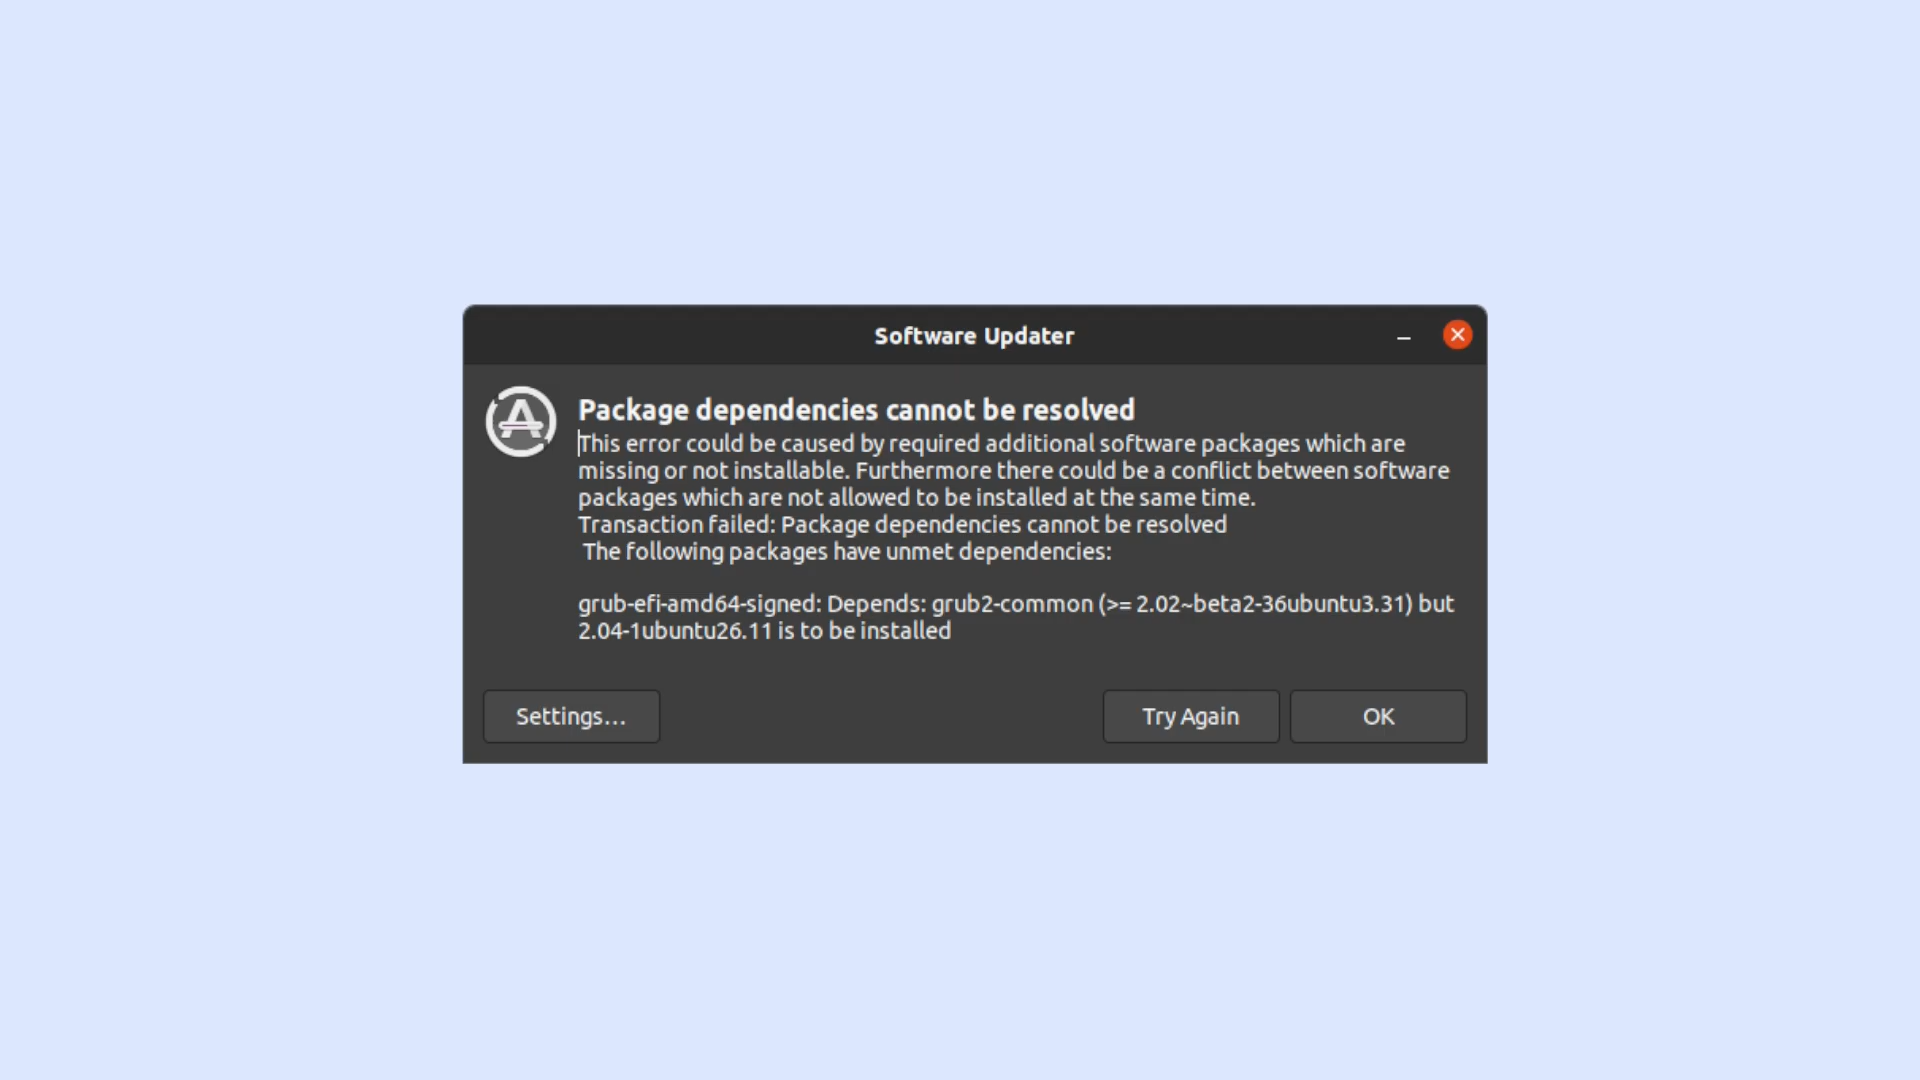 Software Updater
Package dependencies cannot be resolved
This error could be caused by required additional software packages which are
missing or not installable. Furthermore there could be a conflict between software
packages which are not allowed to be installed at the same time.
Transaction failed: Package dependencies cannot be resolved
The following packages have unmet dependencies:
grub-efi-amd64-signed: Depends: grub2-common (>= 2.02~beta2-36ubuntu3.31) but
2.04-1ubuntu26.11 is to be installed
Settings...
Try Again
OK